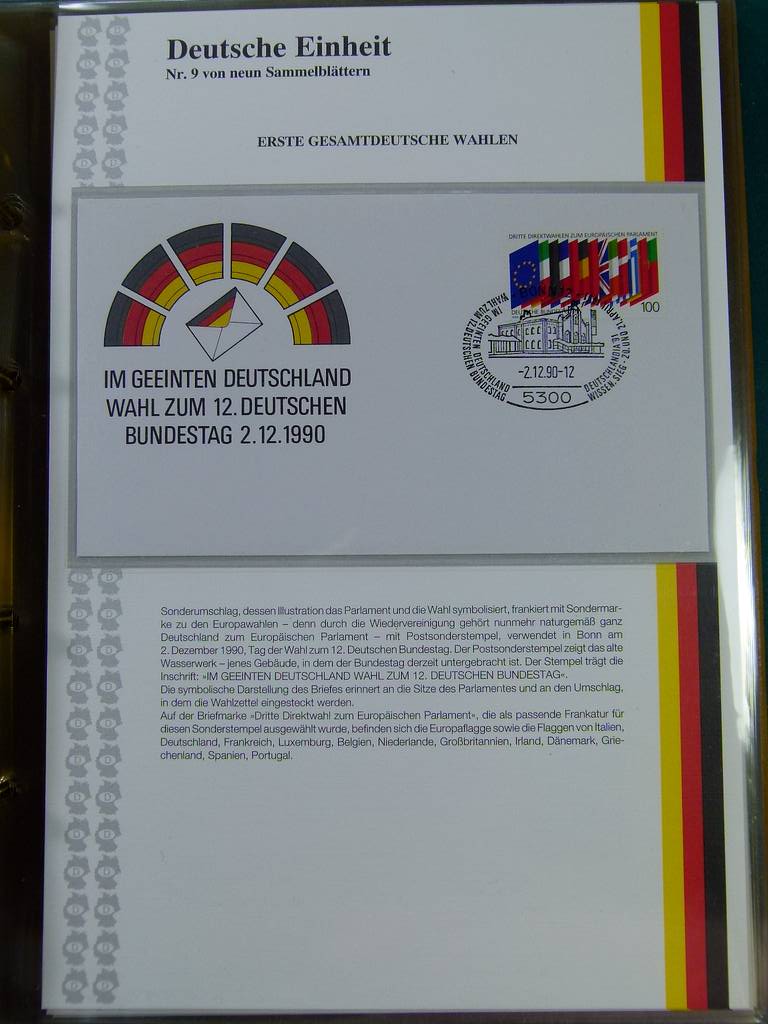 Deutsche Einheit
Nr. 9 von neun Sammelblättern
ERSTE GESAMTDEUTSCHE WAHLEN
IM GEEINTEN DEUTSCHLAND
WAHL ZUM 12. DEUTSCHEN
BUNDESTAG 2.12.1990
DRITTE DIREKTWAHLEN ZUM EUROPÄISCHEN PARLAMENT
100
DEUTSCHE BUNDES
BONN
IM GEEINTEN DEUTSCHLAND
WAHL ZUM 12. DEUTSCHEN BUNDESTAG
-2.12.90-12
5300
Sonderumschlag, dessen Illustration das Parlament und die Wahl symbolisiert, frankiert mit Sondermar-
ke zu den Europawahlen – denn durch die Wiedervereinigung gehört nunmehr naturgemäß ganz
Deutschland zum Europäischen Parlament – mit Postsonderstempel, verwendet in Bonn am
2. Dezember 1990, Tag der Wahl zum 12. Deutschen Bundestag. Der Postsonderstempel zeigt das alte
Wasserwerk – jenes Gebäude, in dem der Bundestag derzeit untergebracht ist. Der Stempel trägt die
Inschrift: »IM GEEINTEN DEUTSCHLAND WAHL ZUM 12. DEUTSCHEN BUNDESTAG«.
Die symbolische Darstellung des Briefes erinnert an die Sitze des Parlamentes und an den Umschlag,
in dem die Wahlzettel eingesteckt werden.
Auf der Briefmarke »Dritte Direktwahl zum Europäischen Parlament«, die als passende Frankatur für
diesen Sonderstempel ausgewählt wurde, befinden sich die Europaflagge sowie die Flaggen von Italien,
Deutschland, Frankreich, Luxemburg, Belgien, Niederlande, Großbritannien, Irland, Dänemark, Grie-
chenland, Spanien, Portugal.